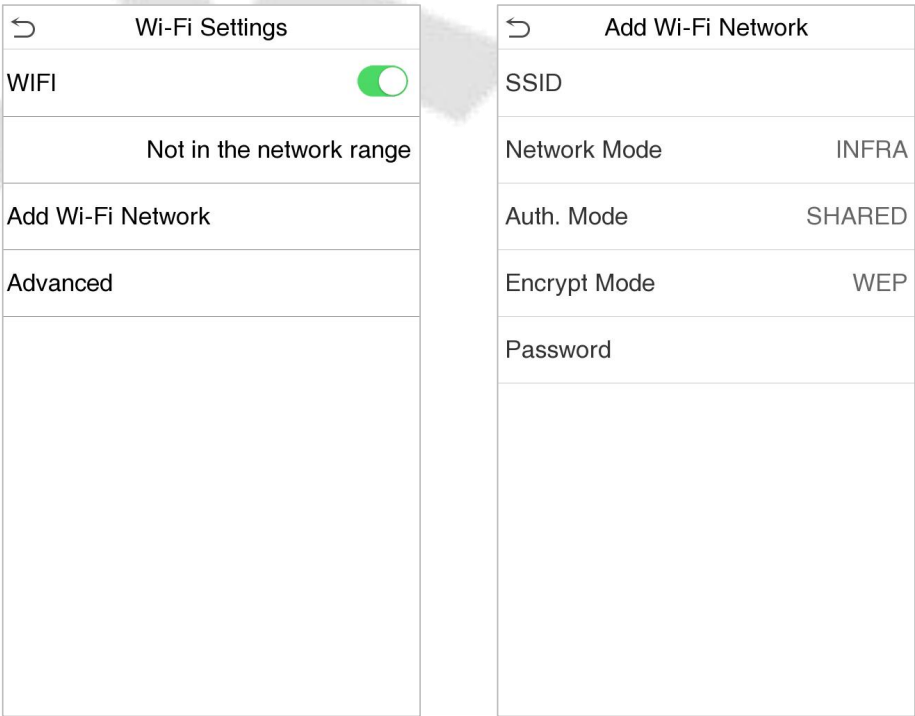 Wi-Fi Settings
WIFI
Not in the network range
Add Wi-Fi Network
Advanced
Add Wi-Fi Network
SSID
Network Mode INFRA
Auth. Mode SHARED
Encrypt Mode WEP
Password